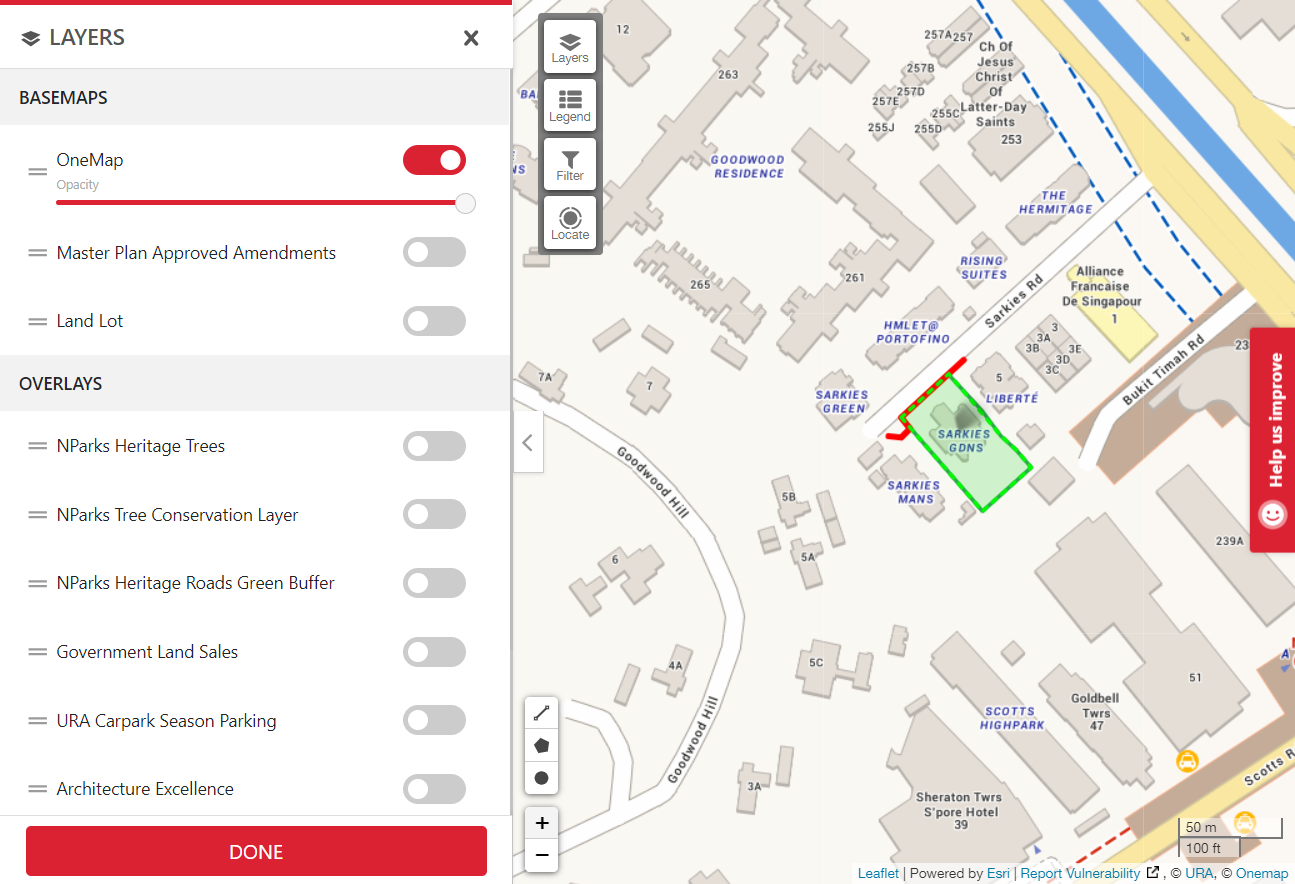 LAYERS
BASEMAPS
OneMap
Opacity
Master Plan Approved Amendments
Land Lot
OVERLAYS
NParks Heritage Trees
NParks Tree Conservation Layer
NParks Heritage Roads Green Buffer
Government Land Sales
URA Carpark Season Parking
Architecture Excellence
DONE
Layers
Legend
Filter
Locate
12
263
257A
257
257B
257D
257E
255C
255J
255D
Ch Of
Jesus
Christ
Of
Latter-Day
Saints
253
GOODWOOD
RESIDENCE
THE
HERMITAGE
RISING
SUITES
261
265
Sarkies Rd
Alliance
Francaise
De Singapour
1
HMLET@
PORTOFINO
3
3A
3B
3E
3D
3C
Bukit Timah Rd
7A
7
SARKIES
GREEN
5
LIBERTÉ
SARKIES
GDNS
SARKIES
MANS
Goodwood Hill
5B
5A
6
239A
4A
5C
51
SCOTTS
HIGHPARK
Goldbell
Twrs
47
Goodwood Hill
3A
Sheraton Twrs
S'pore Hotel
39
Scotts R
Help us improve
+
−
50 m
100 ft
Leaflet | Powered by Esri | Report Vulnerability , © URA, © Onemap